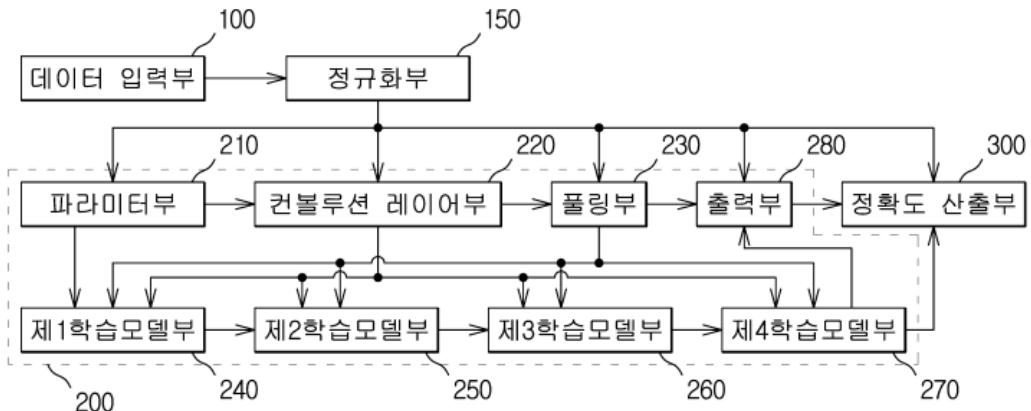 100
150
데이터 입력부
정규화부
210
220
230
280
300
파라미터부
컨볼루션 레이어부
풀링부
출력부
정확도 산출부
제1학습모델부
제2학습모델부
제3학습모델부
제4학습모델부
200
240
250
260
270